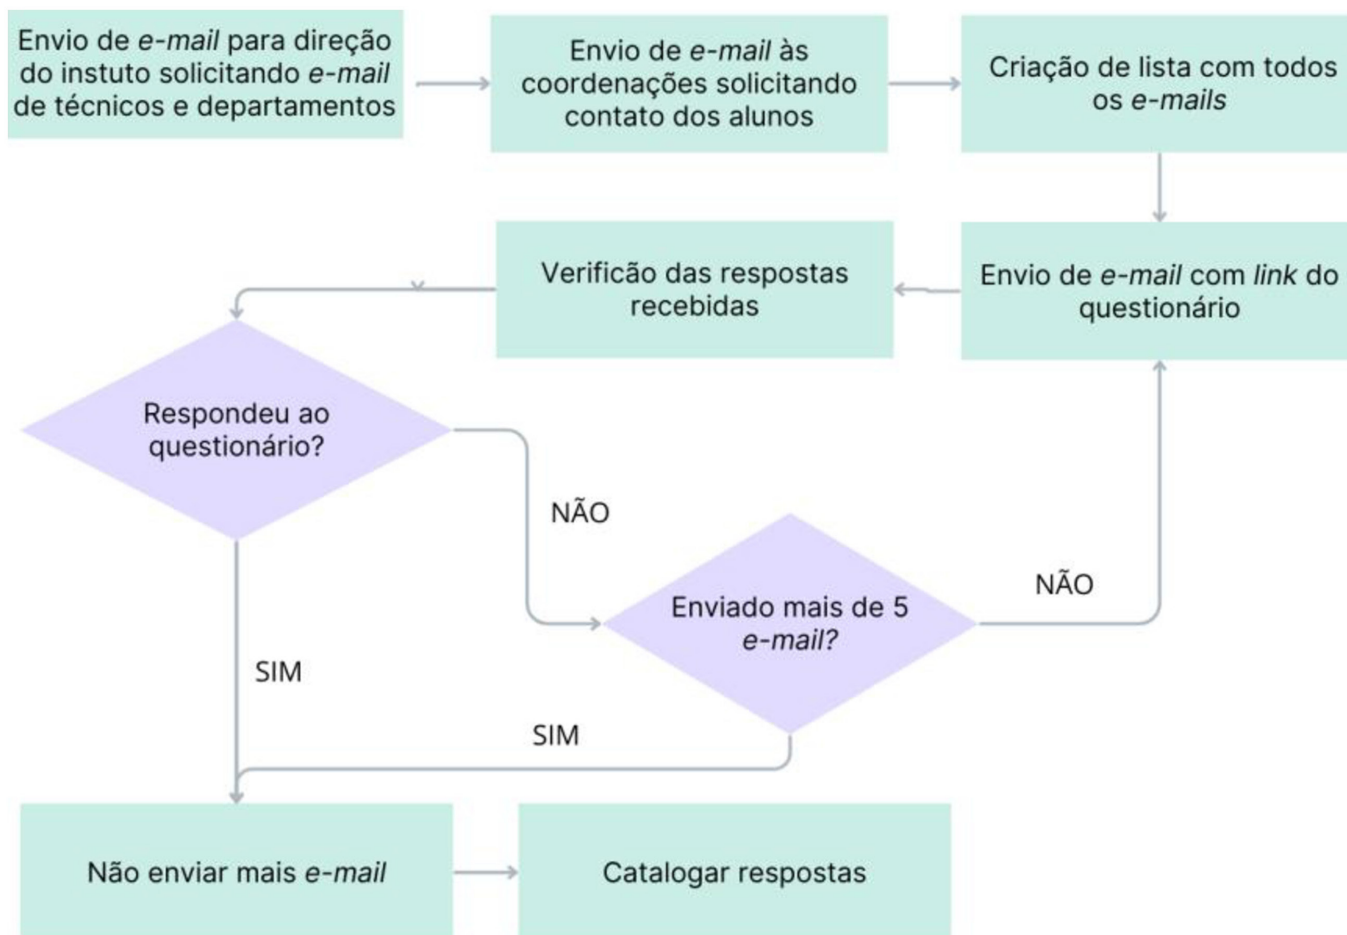 Envio de e-mail para direção
do instuto solicitando e-mail
de técnicos e departamentos
Envio de e-mail às
coordenações solicitando
contato dos alunos
Criação de lista com todos
os e-mails
Envio de e-mail com link do
questionário
Verificão das respostas
recebidas
Respondeu ao
questionário?
NÃO
Enviado mais de 5
e-mail?
NÃO
SIM
SIM
Não enviar mais e-mail
Catalogar respostas